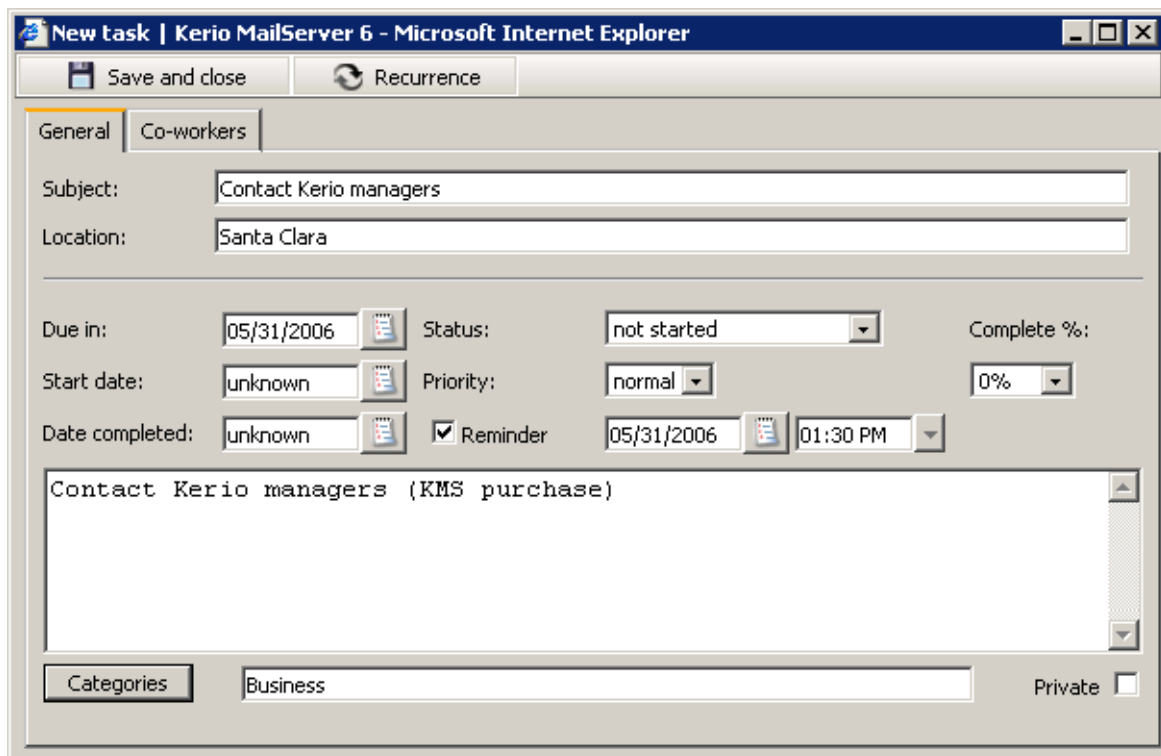 New task | Kerio MailServer 6 - Microsoft Internet Explorer
Save and close Recurrence
General Co-workers
Subject: Contact Kerio managers
Location: Santa Clara
Due in: 05/31/2006 Status: not started Complete %:
Start date: unknown Priority: normal 0%
Date completed: unknown Reminder 05/31/2006 01:30 PM
Contact Kerio managers (KMS purchase)
Categories Business Private